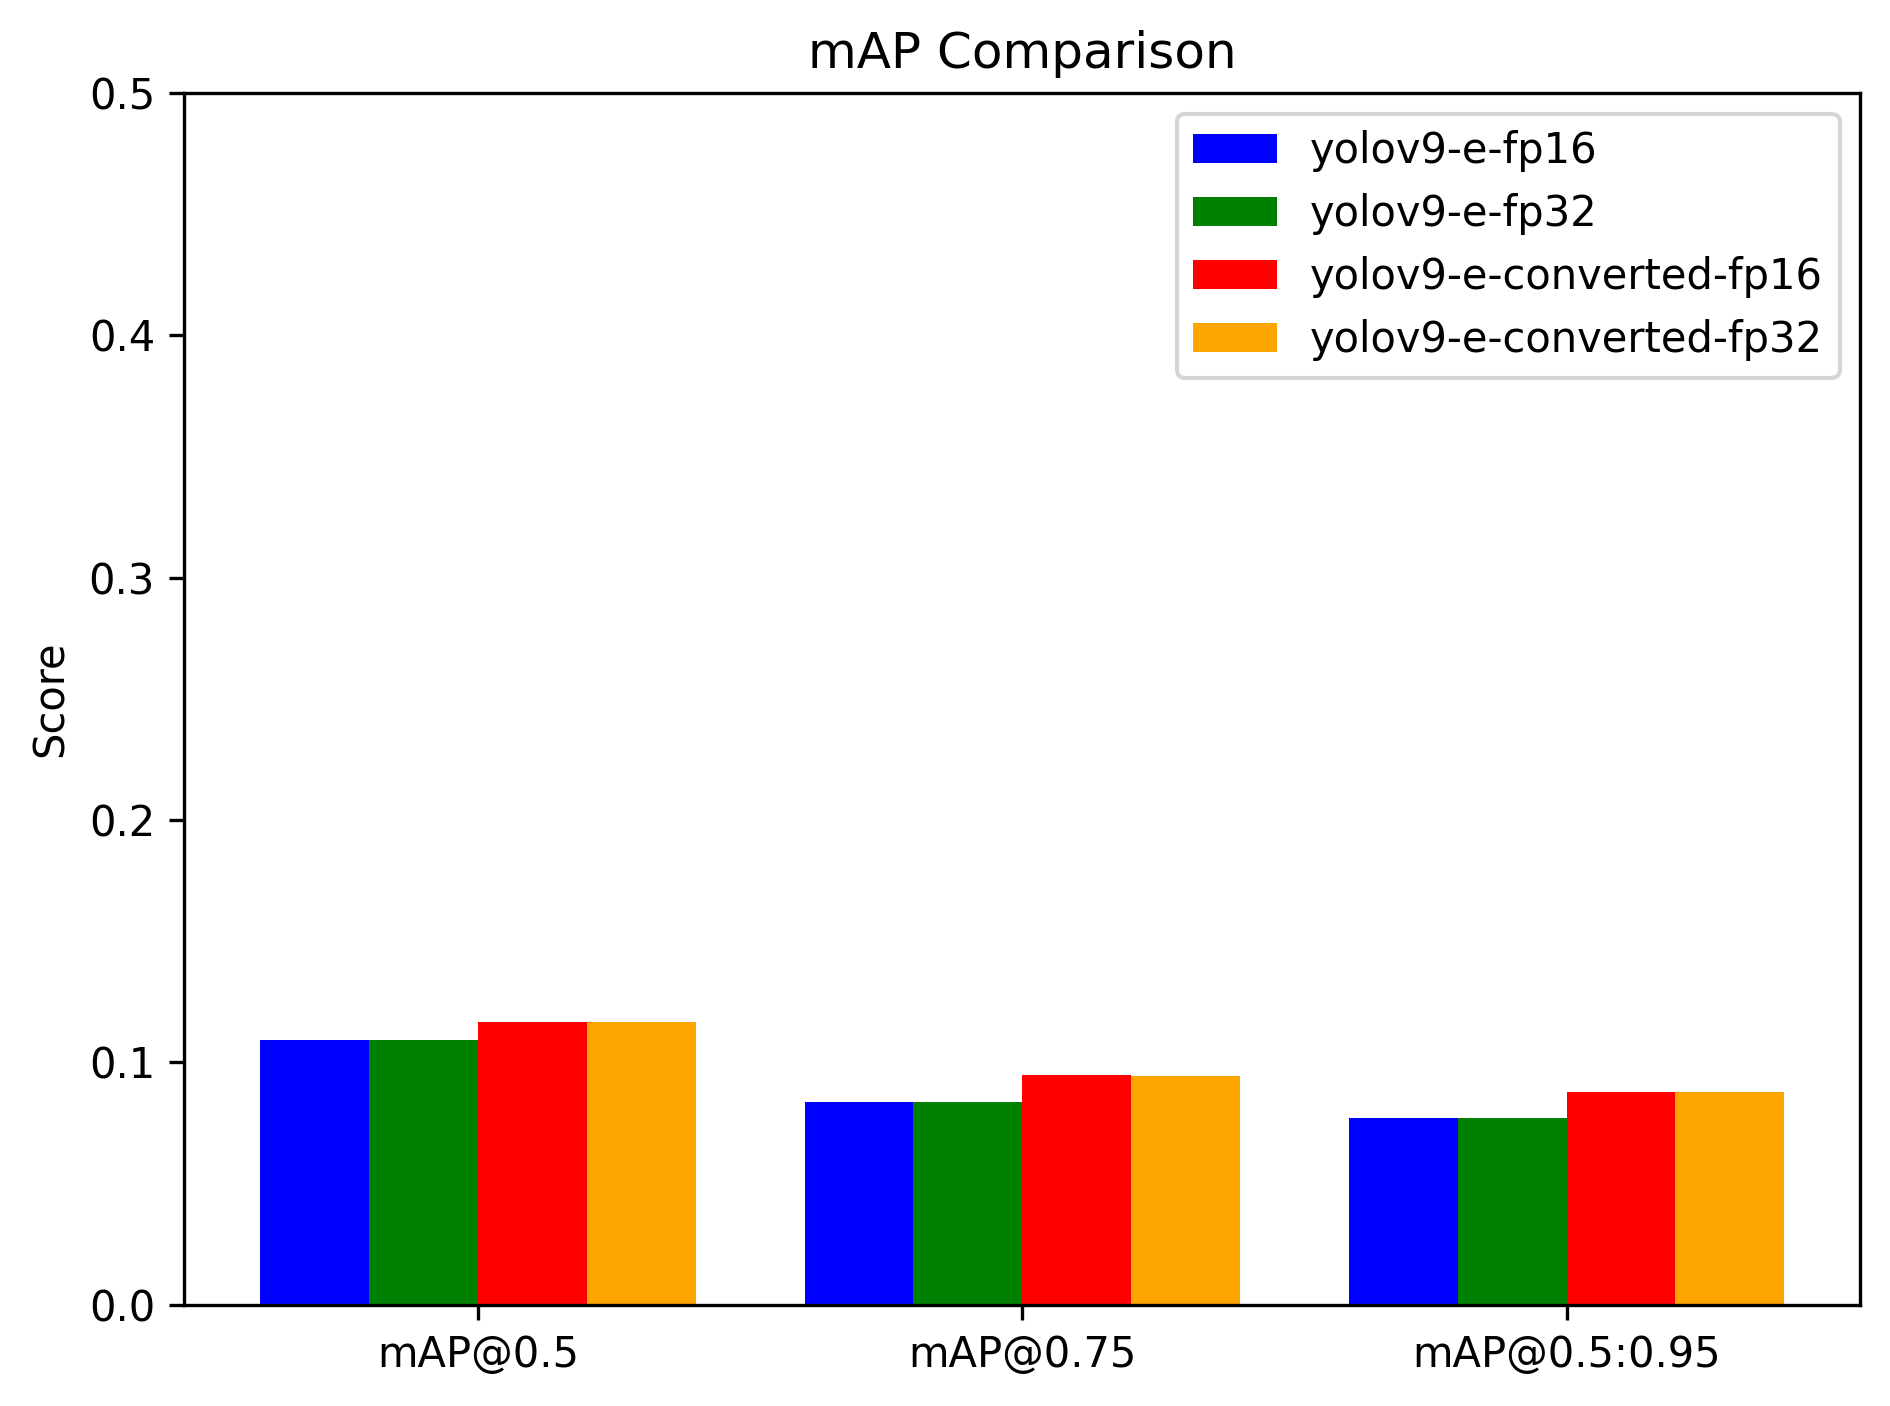 mAP Comparison
0.5
0.4
0.3
0.2
0.1
0.0
Score
yolov9-e-fp16
yolov9-e-fp32
yolov9-e-converted-fp16
yolov9-e-converted-fp32
mAP@0.5
mAP@0.75
mAP@0.5:0.95